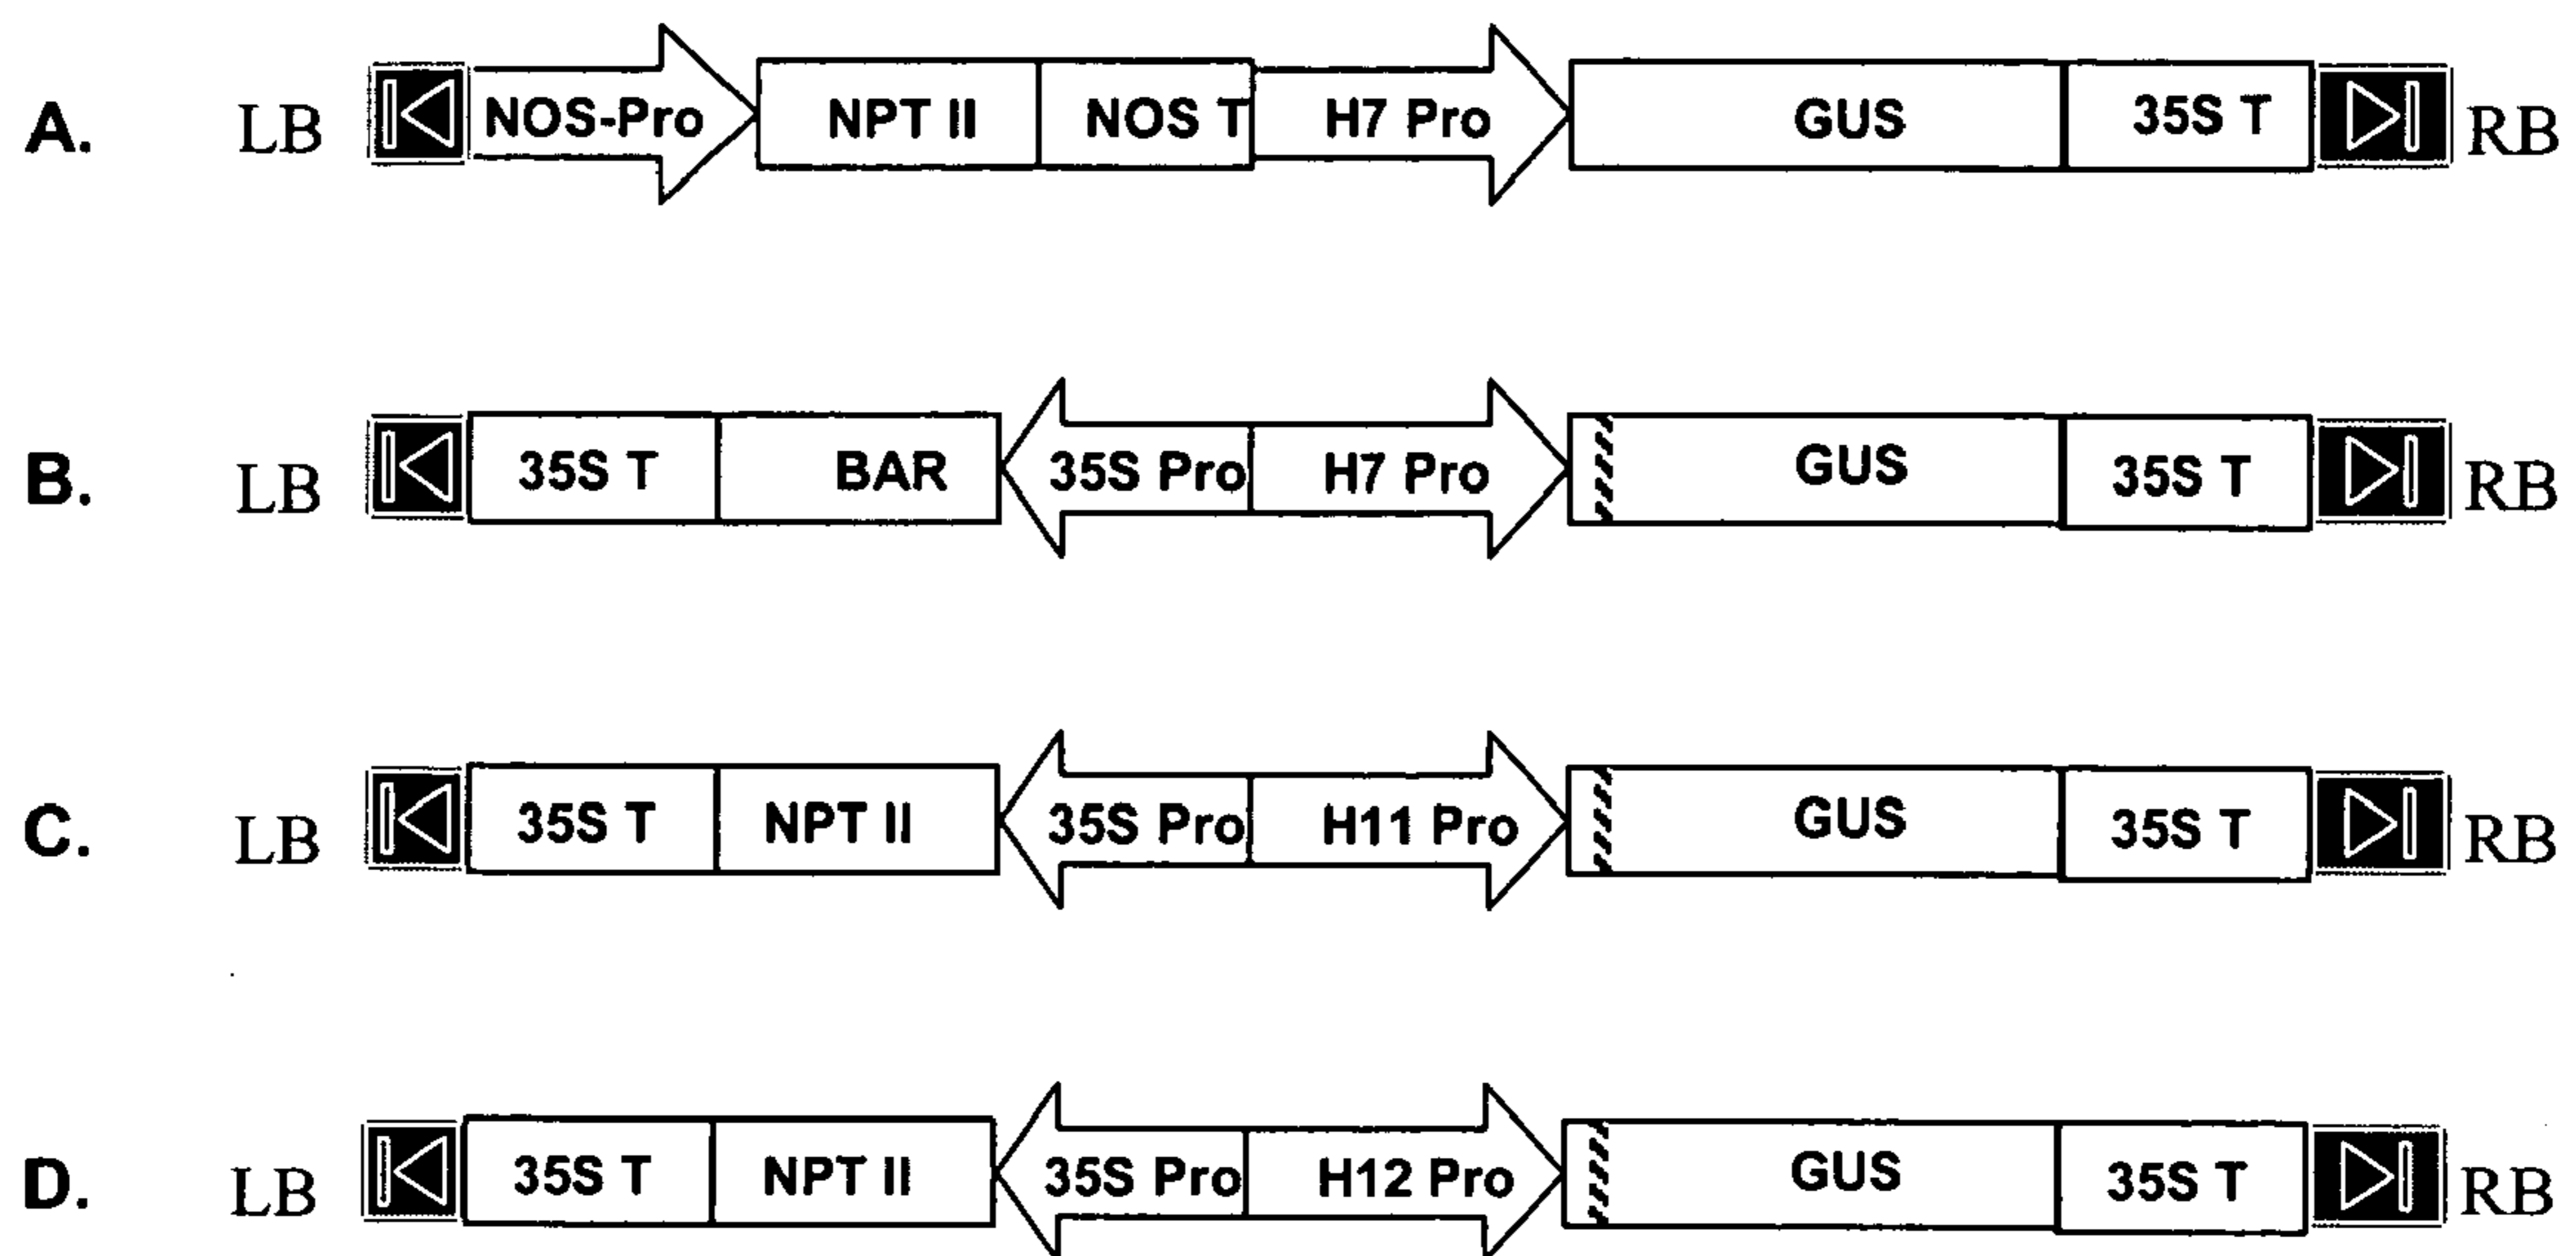 A. LB NOS-Pro NPT II NOS T H7 Pro GUS 35S T RB
B. LB 35S T BAR 35S Pro H7 Pro GUS 35S T RB
C. LB 35S T NPT II 35S Pro H11 Pro GUS 35S T RB
D. LB 35S T NPT II 35S Pro H12 Pro GUS 35S T RB